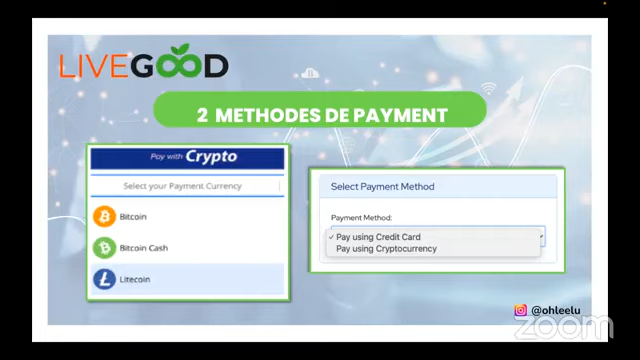 LIVEGOOD
2 METHODES DE PAYMENT
Pay with Crypto
Select your Payment Currency
Bitcoin
Bitcoin Cash
Litecoin
Select Payment Method
Payment Method:
✓ Pay using Credit Card
Pay using Cryptocurrency
@ohleelu
zoom